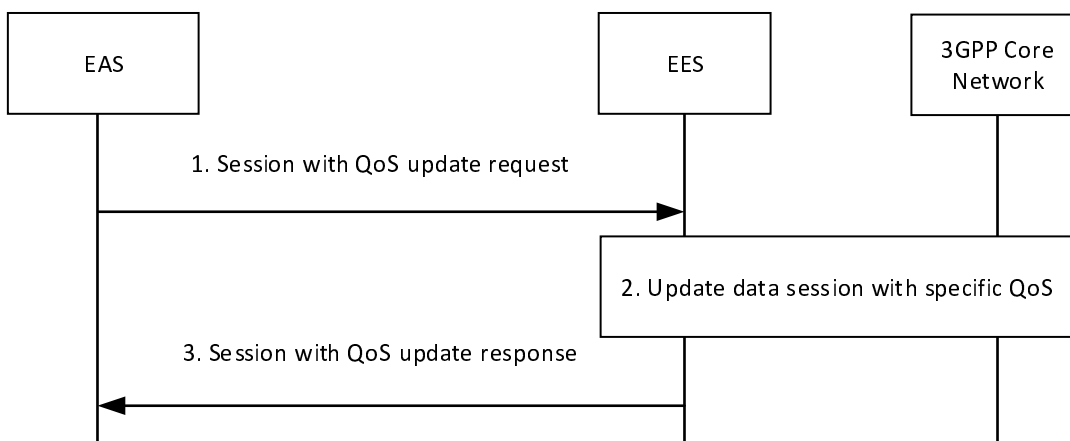 EAS
EES
3GPP Core
Network
1. Session with QoS update request
2. Update data session with specific QoS
3. Session with QoS update response